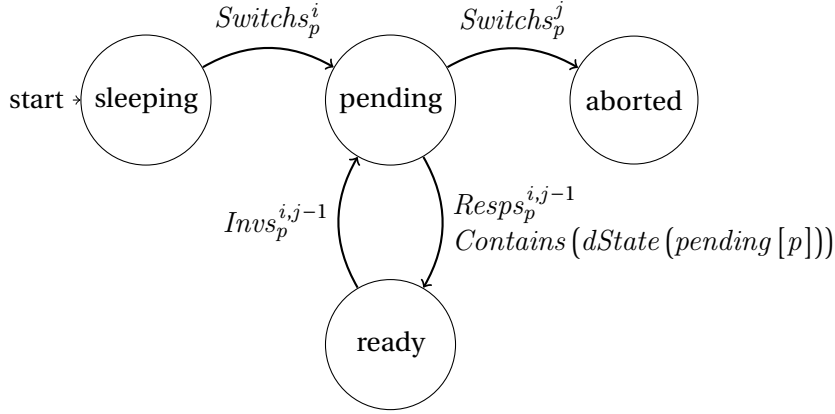 Switchs_p^i
Switchs_p^j
start
sleeping
pending
aborted
Invs_p^{i,j−1}
Resps_p^{i,j−1}
Contains (dState (pending [p]))
ready